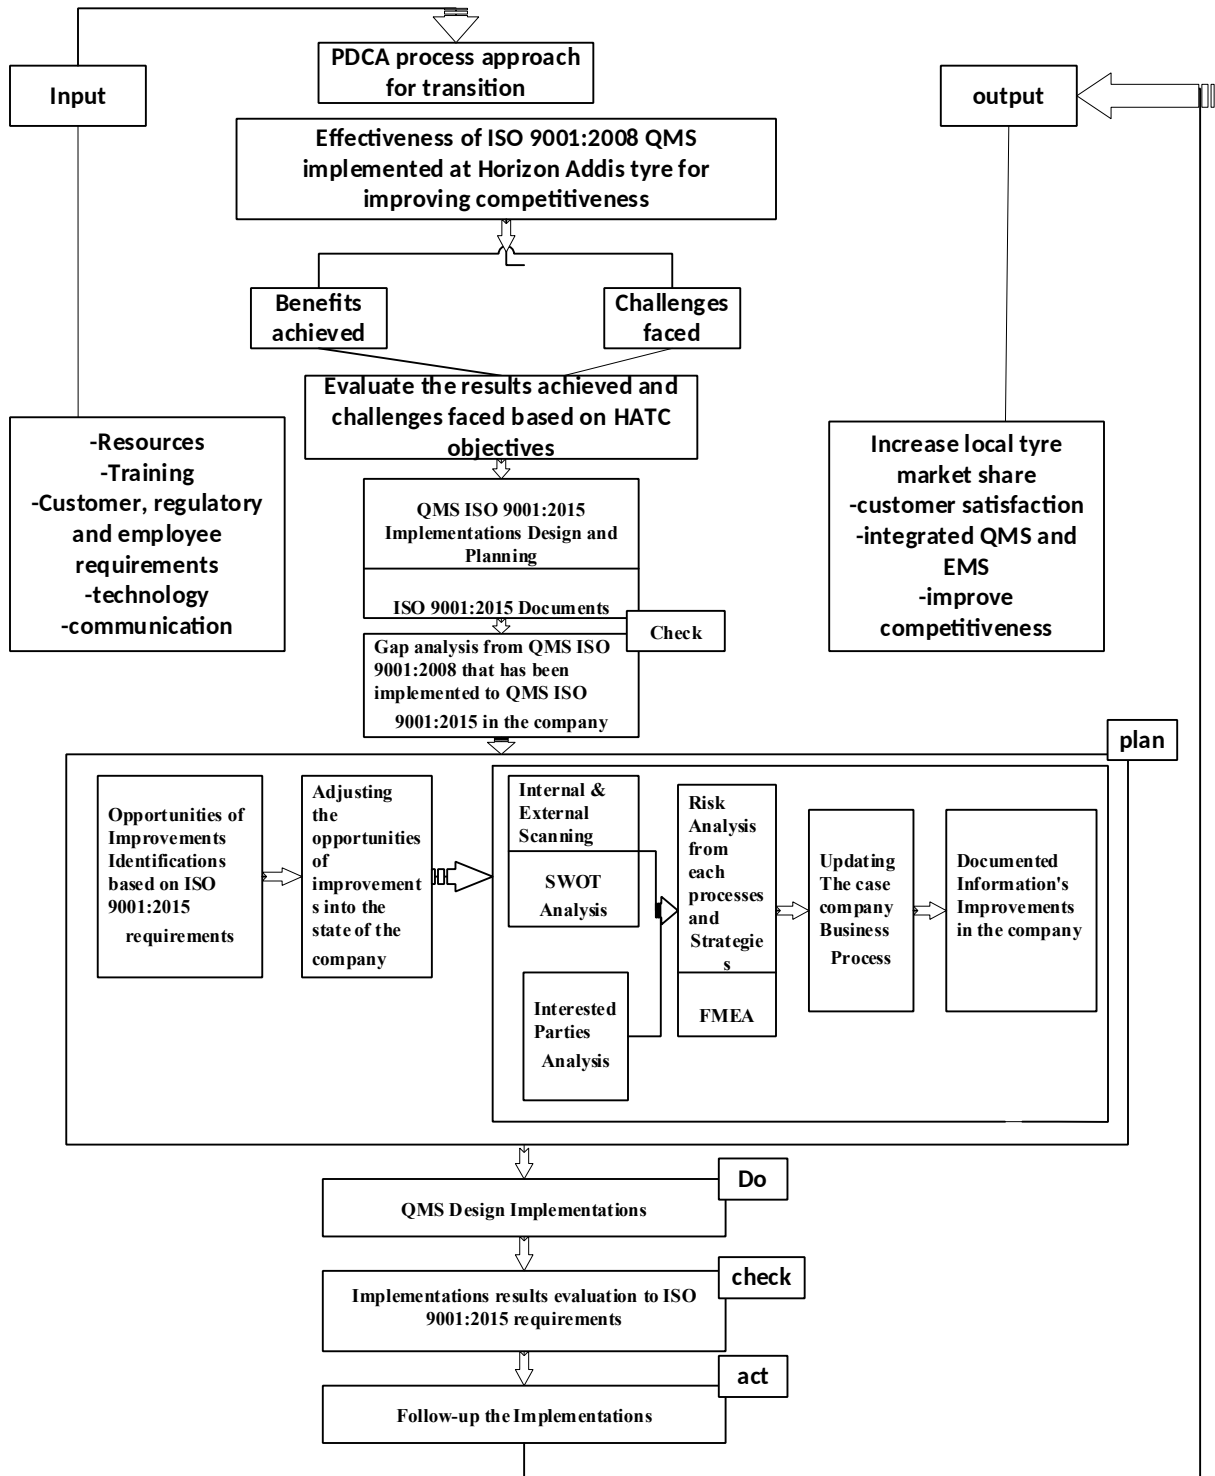 PDCA process approach
for transition
Input
output
Effectiveness of ISO 9001:2008 QMS
implemented at Horizon Addis tyre for
improving competitiveness
Benefits
achieved
Challenges
faced
Evaluate the results achieved and
challenges faced based on HATC
objectives
-Resources
-Training
-Customer, regulatory
and employee
requirements
-technology
-communication
Increase local tyre
market share
-customer satisfaction
-integrated QMS and
EMS
-improve
competitiveness
QMS ISO 9001:2015
Implementations Design and
Planning
ISO 9001:2015 Documents
Check
Gap analysis from QMS ISO
9001:2008 that has been
implemented to QMS ISO
9001:2015 in the company
plan
Opportunities of
Improvements
Identifications
based on ISO
9001:2015
requirements
Adjusting
the
opportunities
of
improvement
s into the
state of the
company
Internal &
External
Scanning
SWOT
Analysis
Interested
Parties
Analysis
Risk
Analysis
from
each
processes
and
Strategie
s
FMEA
Updating
The case
company
Business
Process
Documented
Information's
Improvements
in the company
Do
QMS Design Implementations
check
Implementations results evaluation to ISO
9001:2015 requirements
act
Follow-up the Implementations